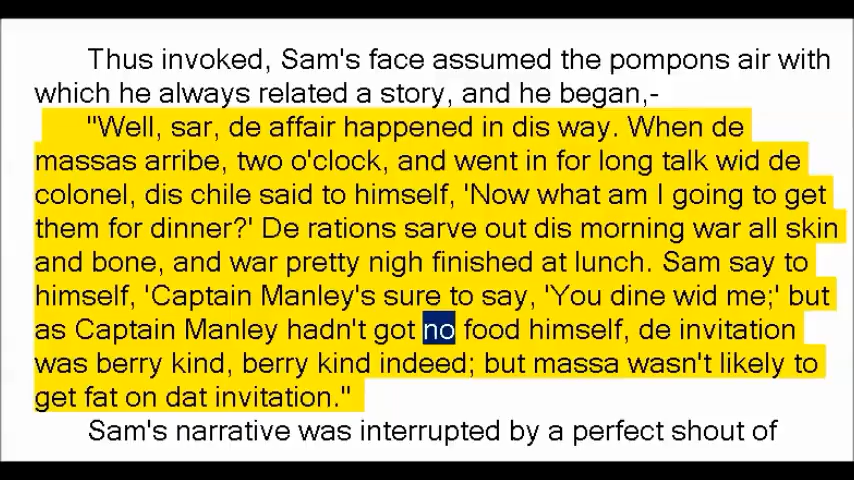 Thus invoked, Sam's face assumed the pompons air with
which he always related a story, and he began,-
"Well, sar, de affair happened in dis way. When de
massas arribe, two o'clock, and went in for long talk wid de
colonel, dis chile said to himself, 'Now what am I going to get
them for dinner?' De rations sarve out dis morning war all skin
and bone, and war pretty nigh finished at lunch. Sam say to
himself, 'Captain Manley's sure to say, 'You dine wid me;' but
as Captain Manley hadn't got no food himself, de invitation
was berry kind, berry kind indeed; but massa wasn't likely to
get fat on dat invitation."
Sam's narrative was interrupted by a perfect shout of